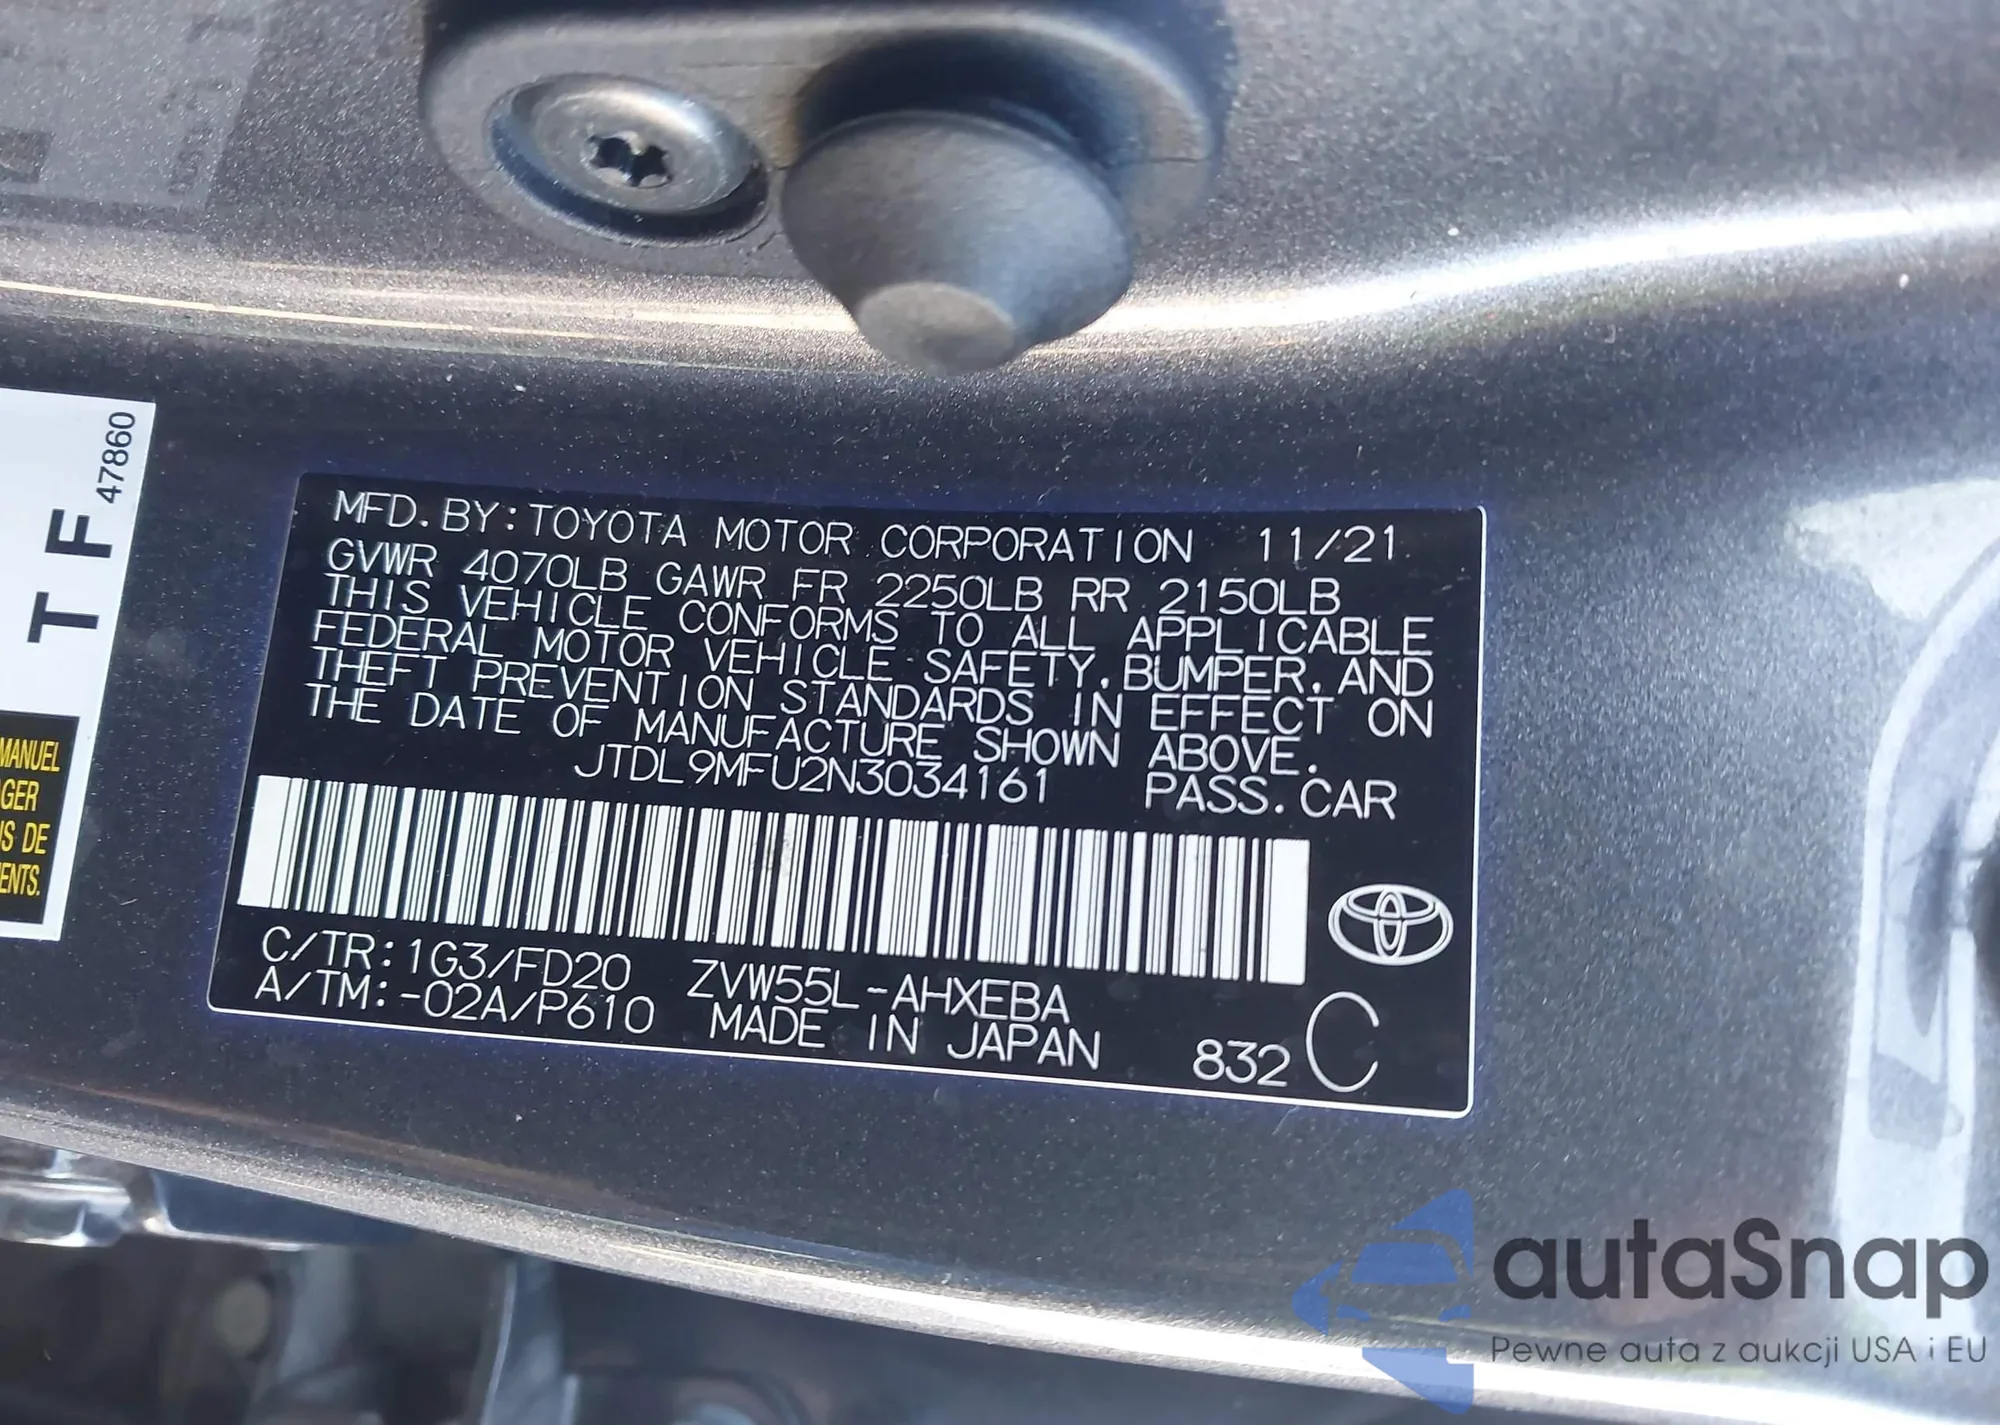 47860
T F
MANUEL
GER
S DE
ENTS.
MFD. BY: TOYOTA MOTOR CORPORATION 11/21
GVWR 4070LB GAWR FR 2250LB RR 2150LB
THIS VEHICLE CONFORMS TO ALL APPLICABLE
FEDERAL MOTOR VEHICLE SAFETY, BUMPER, AND
THEFT PREVENTION STANDARDS IN EFFECT ON
THE DATE OF MANUFACTURE SHOWN ABOVE.
JTDL9MFU2N3034161 PASS. CAR
C/TR: 1G3/FD20 ZVW55L-AHXEBA
A/TM: -02A/P610 MADE IN JAPAN 832 C
autaSnap
Pewne auta z aukcji USA i EU